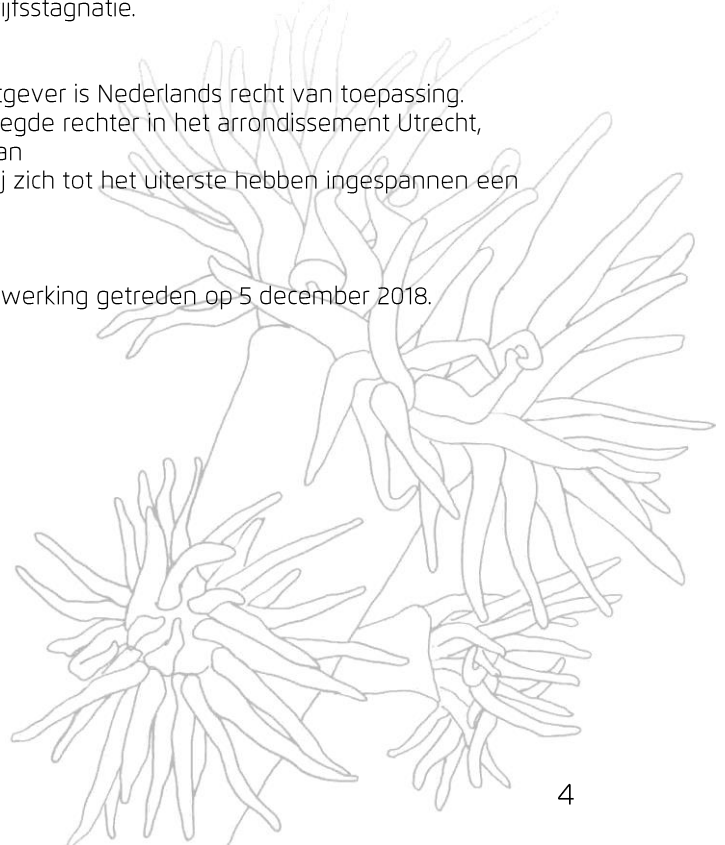 ijfsstagnatie.
tgever is Nederlands recht van toepassing.
egde rechter in het arrondissement Utrecht,
an
j zich tot het uiterste hebben ingespannen een
werking getreden op 5 december 2018.
4